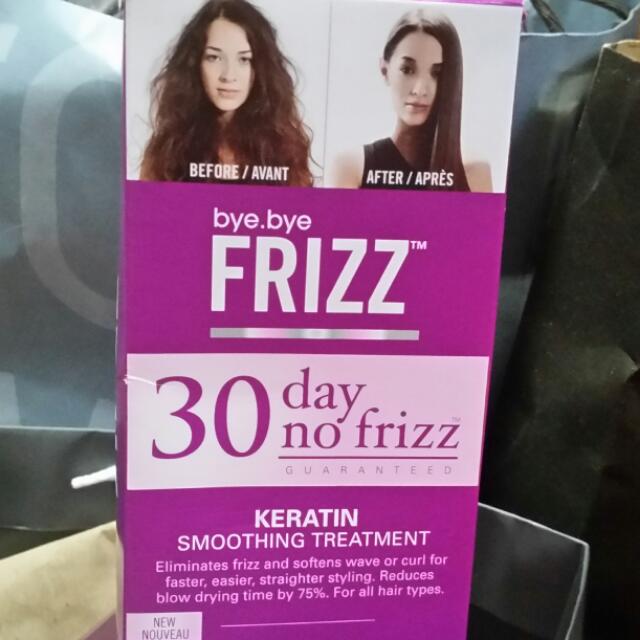 BEFORE / AVANT
AFTER / APRÈS
bye.bye
FRIZZ™
30 day
no frizz™
GUARANTEED
KERATIN
SMOOTHING TREATMENT
Eliminates frizz and softens wave or curl for
faster, easier, straighter styling. Reduces
blow drying time by 75%. For all hair types.
NEW
NOUVEAU